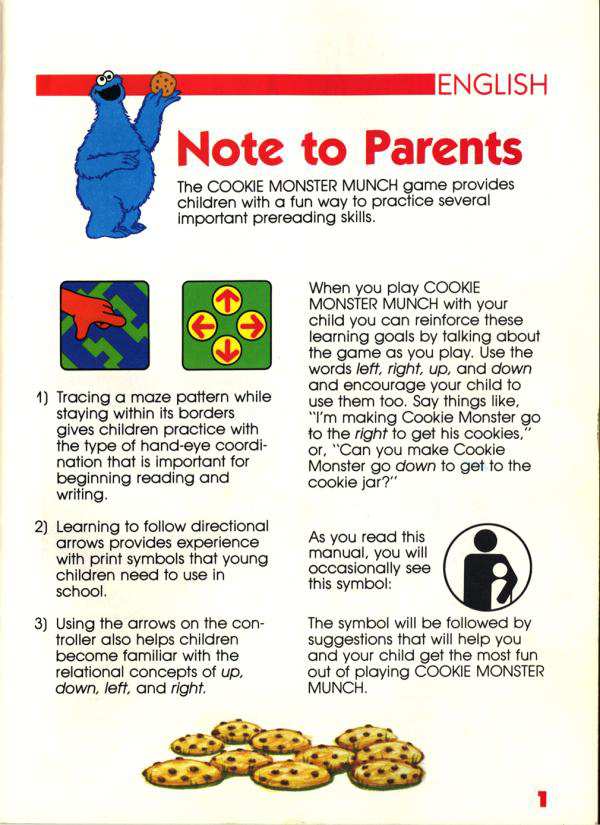 ENGLISH
Note to Parents
The COOKIE MONSTER MUNCH game provides
children with a fun way to practice several
important prereading skills.
1) Tracing a maze pattern while
staying within its borders
gives children practice with
the type of hand-eye coordi-
nation that is important for
beginning reading and
writing.
2) Learning to follow directional
arrows provides experience
with print symbols that young
children need to use in
school.
3) Using the arrows on the con-
troller also helps children
become familiar with the
relational concepts of up,
down, left, and right.
When you play COOKIE
MONSTER MUNCH with your
child you can reinforce these
learning goals by talking about
the game as you play. Use the
words left, right, up, and down
and encourage your child to
use them too. Say things like,
"I'm making Cookie Monster go
to the right to get his cookies,"
or, "Can you make Cookie
Monster go down to get to the
cookie jar?"
As you read this
manual, you will
occasionally see
this symbol:
The symbol will be followed by
suggestions that will help you
and your child get the most fun
out of playing COOKIE MONSTER
MUNCH.
1